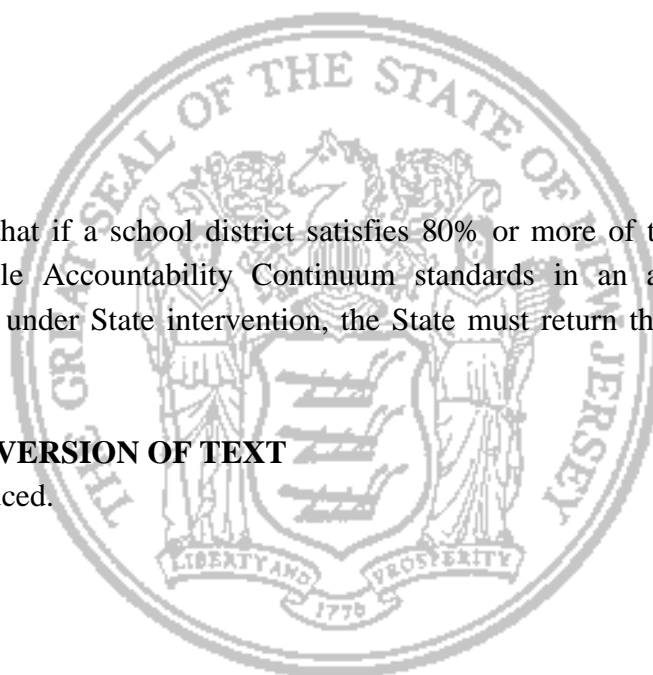 THE GREAT SEAL OF THE STATE OF NEW JERSEY
hat if a school district satisfies 80% or more of t
le Accountability Continuum standards in an a
under State intervention, the State must return th
VERSION OF TEXT
uced.
LIBERTY AND PROSPERITY
1776